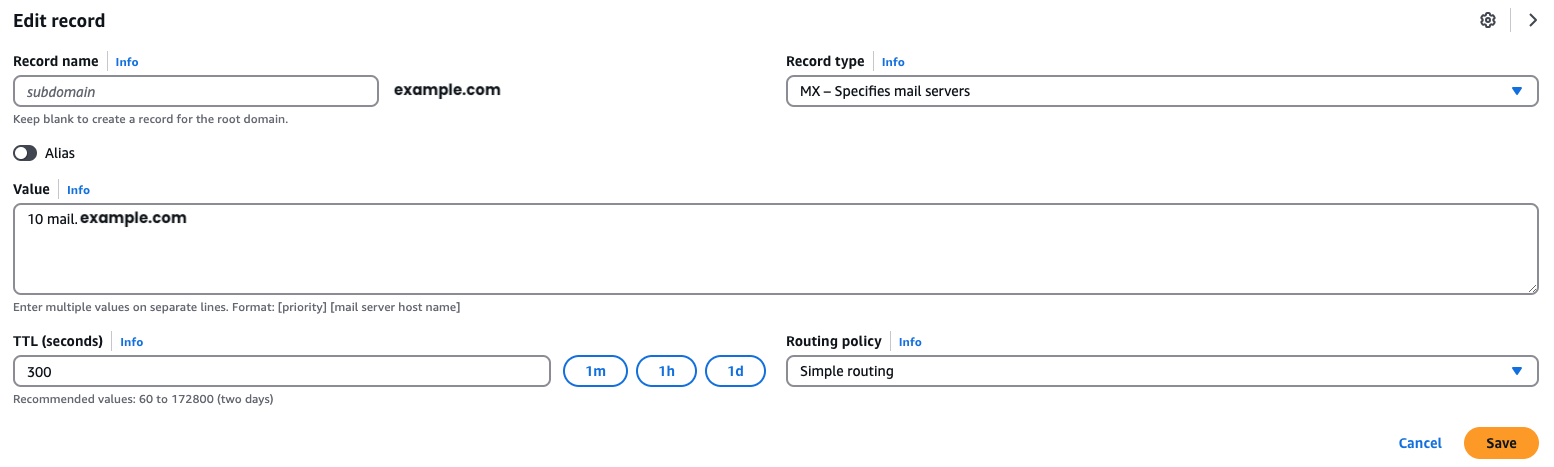 Edit record
Record name Info
subdomain example.com
Keep blank to create a record for the root domain.
Record type Info
MX – Specifies mail servers
Alias
Value Info
10 mail.example.com
Enter multiple values on separate lines. Format: [priority] [mail server host name]
TTL (seconds) Info
300 1m 1h 1d
Recommended values: 60 to 172800 (two days)
Routing policy Info
Simple routing
Cancel Save